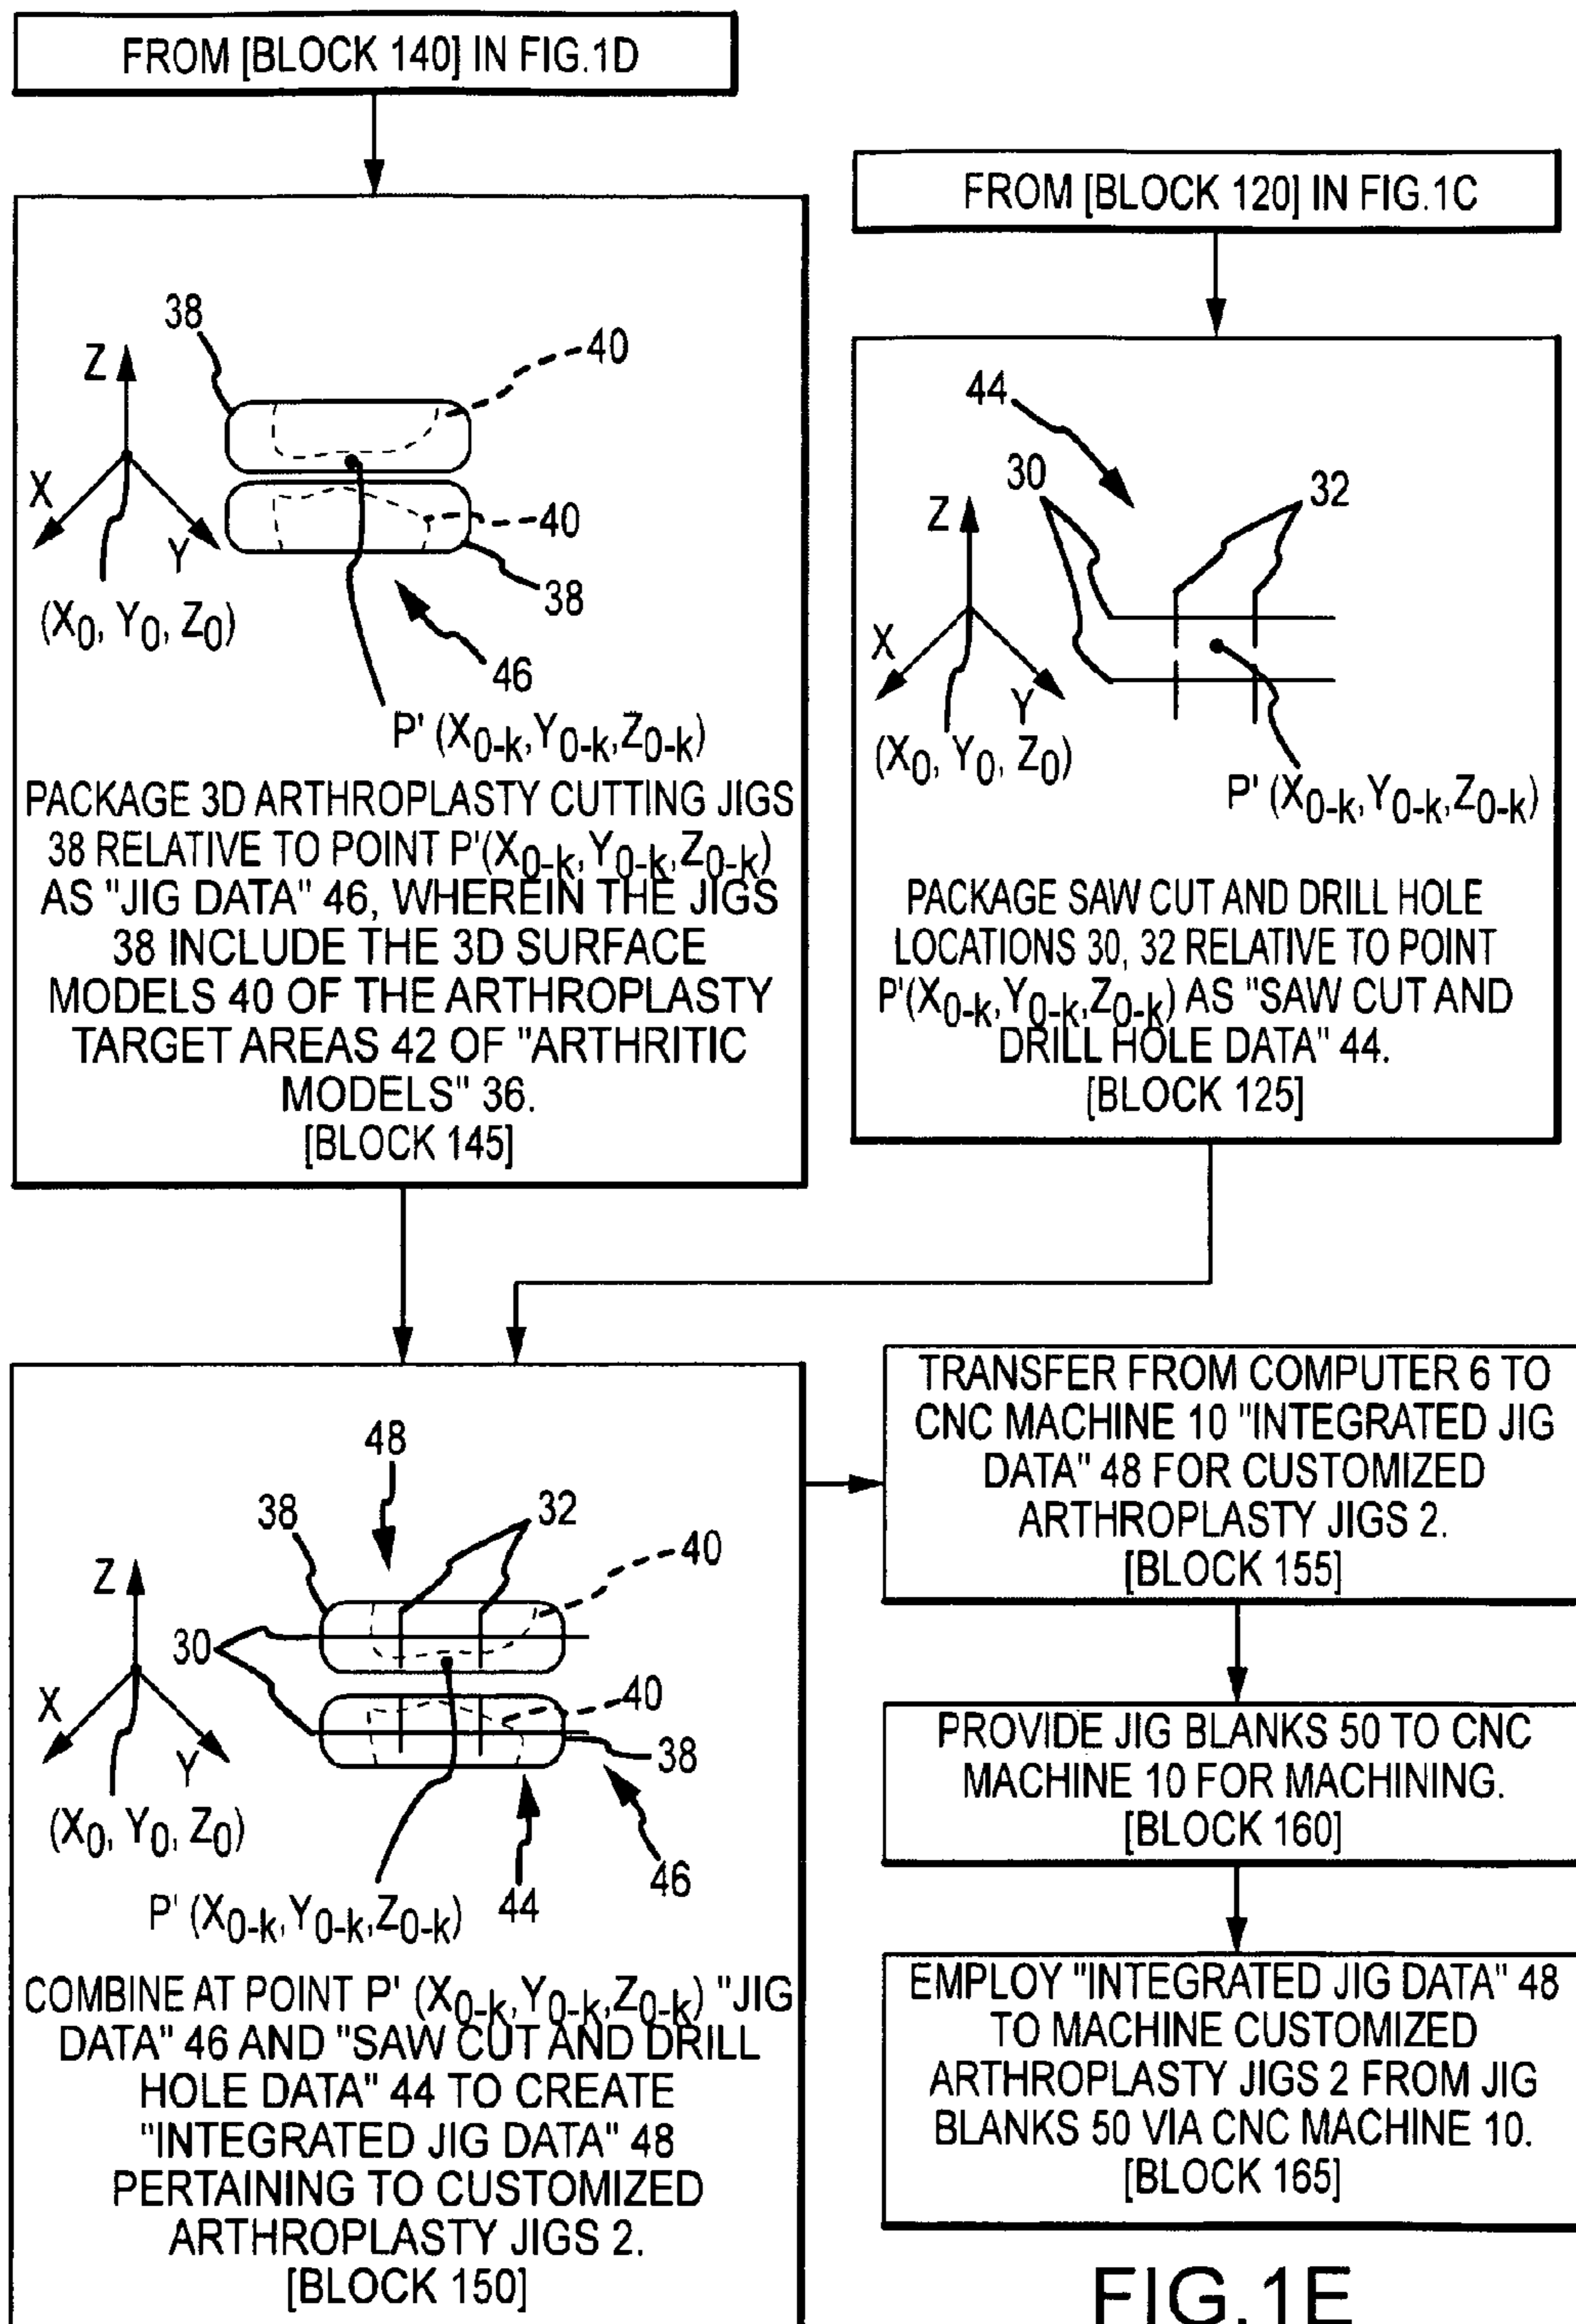 FROM [BLOCK 140] IN FIG.1D
38
40
Z
X
Y
40
38
(X0, Y0, Z0)
46
P' (X0-k,Y0-k,Z0-k)
PACKAGE 3D ARTHROPLASTY CUTTING JIGS
38 RELATIVE TO POINT P'(X0-k,Y0-k,Z0-k)
AS "JIG DATA" 46, WHEREIN THE JIGS
38 INCLUDE THE 3D SURFACE
MODELS 40 OF THE ARTHROPLASTY
TARGET AREAS 42 OF "ARTHRITIC
MODELS" 36.
[BLOCK 145]
FROM [BLOCK 120] IN FIG.1C
44
30
32
Z
X
Y
(X0, Y0, Z0)
P' (X0-k,Y0-k,Z0-k)
PACKAGE SAW CUT AND DRILL HOLE
LOCATIONS 30, 32 RELATIVE TO POINT
P'(X0-k,Y0-k,Z0-k) AS "SAW CUT AND
DRILL HOLE DATA" 44.
[BLOCK 125]
48
38
32
40
Z
30
X
Y
40
38
(X0, Y0, Z0)
46
P' (X0-k,Y0-k,Z0-k)
44
COMBINE AT POINT P' (X0-k,Y0-k,Z0-k) "JIG
DATA" 46 AND "SAW CUT AND DRILL
HOLE DATA" 44 TO CREATE
"INTEGRATED JIG DATA" 48
PERTAINING TO CUSTOMIZED
ARTHROPLASTY JIGS 2.
[BLOCK 150]
TRANSFER FROM COMPUTER 6 TO
CNC MACHINE 10 "INTEGRATED JIG
DATA" 48 FOR CUSTOMIZED
ARTHROPLASTY JIGS 2.
[BLOCK 155]
PROVIDE JIG BLANKS 50 TO CNC
MACHINE 10 FOR MACHINING.
[BLOCK 160]
EMPLOY "INTEGRATED JIG DATA" 48
TO MACHINE CUSTOMIZED
ARTHROPLASTY JIGS 2 FROM JIG
BLANKS 50 VIA CNC MACHINE 10.
[BLOCK 165]
FIG.1E